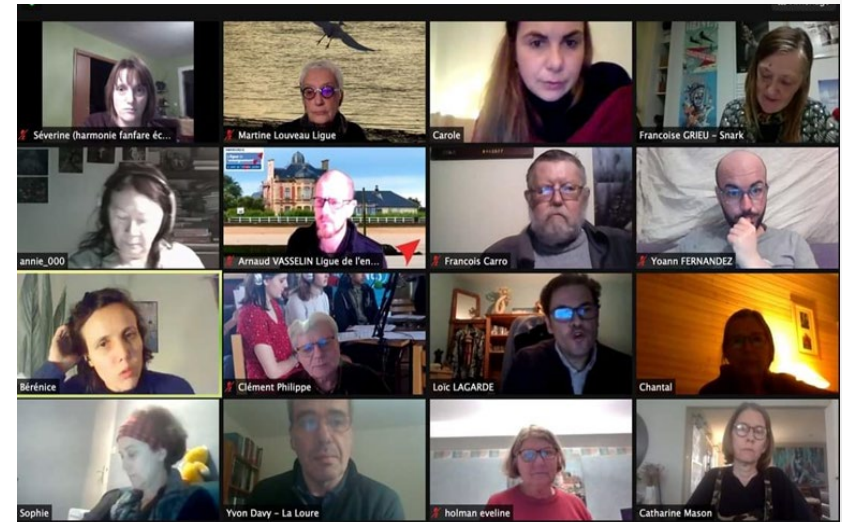 Séverine (harmonie fanfare éc...
Martine Louveau Ligue
Carole
Francoise GRIEU – Snark
annie_000
Arnaud VASSELIN Ligue de l'en...
François Carro
Yoann FERNANDEZ
Bérénice
Clément Philippe
Loïc LAGARDE
Chantal
Sophie
Yvon Davy – La Loure
holman eveline
Catharine Mason